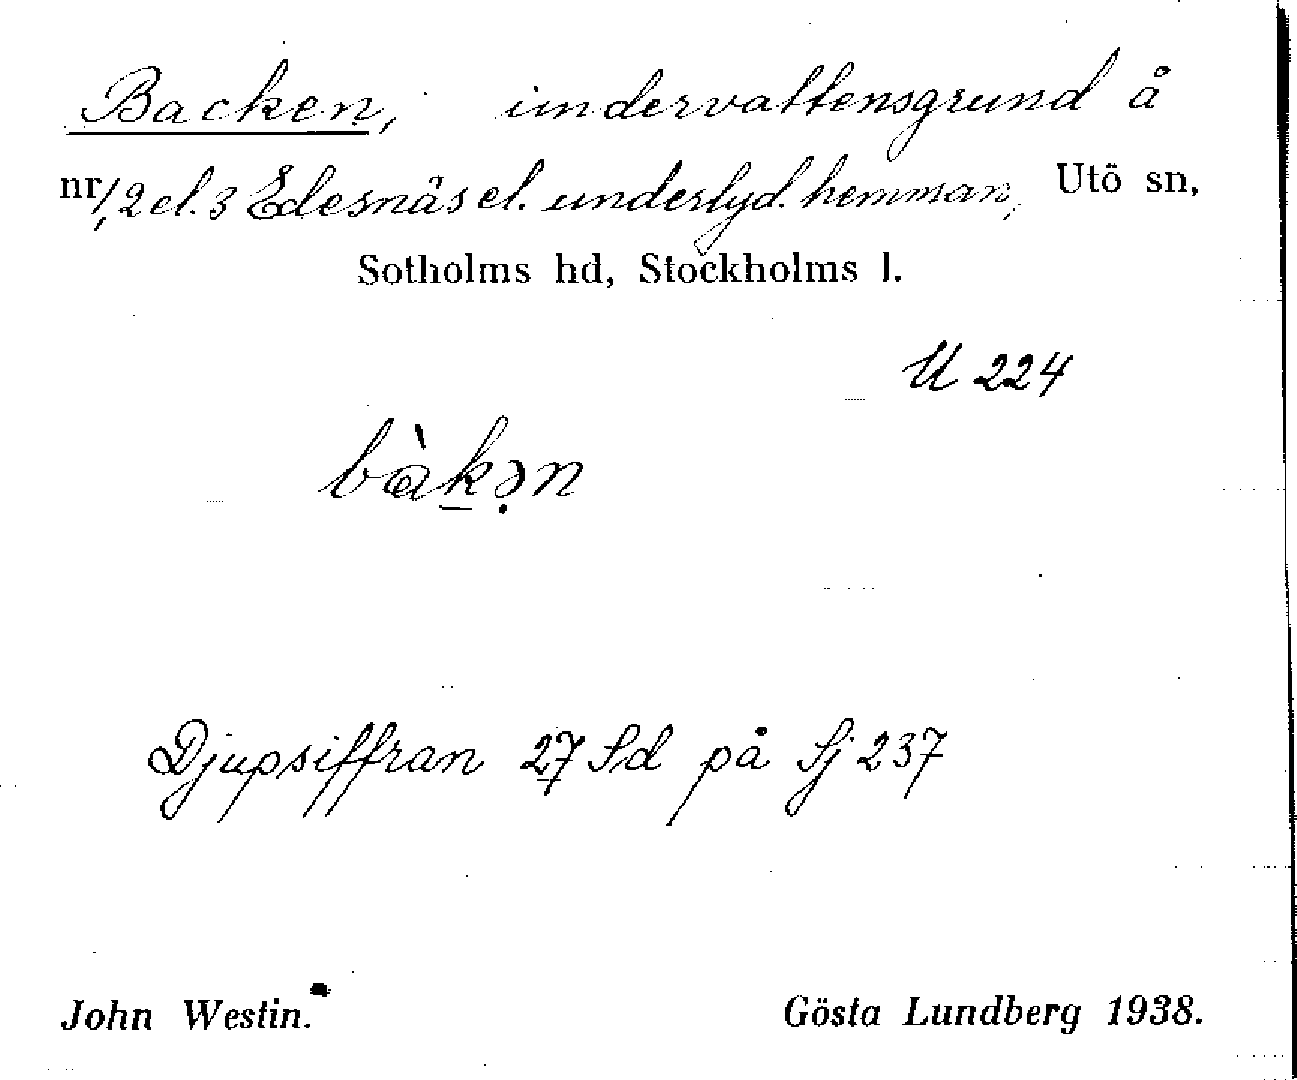 Backen, undervattensgrund å
nr 1, 2 el. 3 Edesnäs el. underlyd. hemman, Utö sn,
Sotholms hd, Stockholms l.
U 224
bàkən
Djupsiffran 27 Sd på Sj 237
John Westin. Gösta Lundberg 1938.